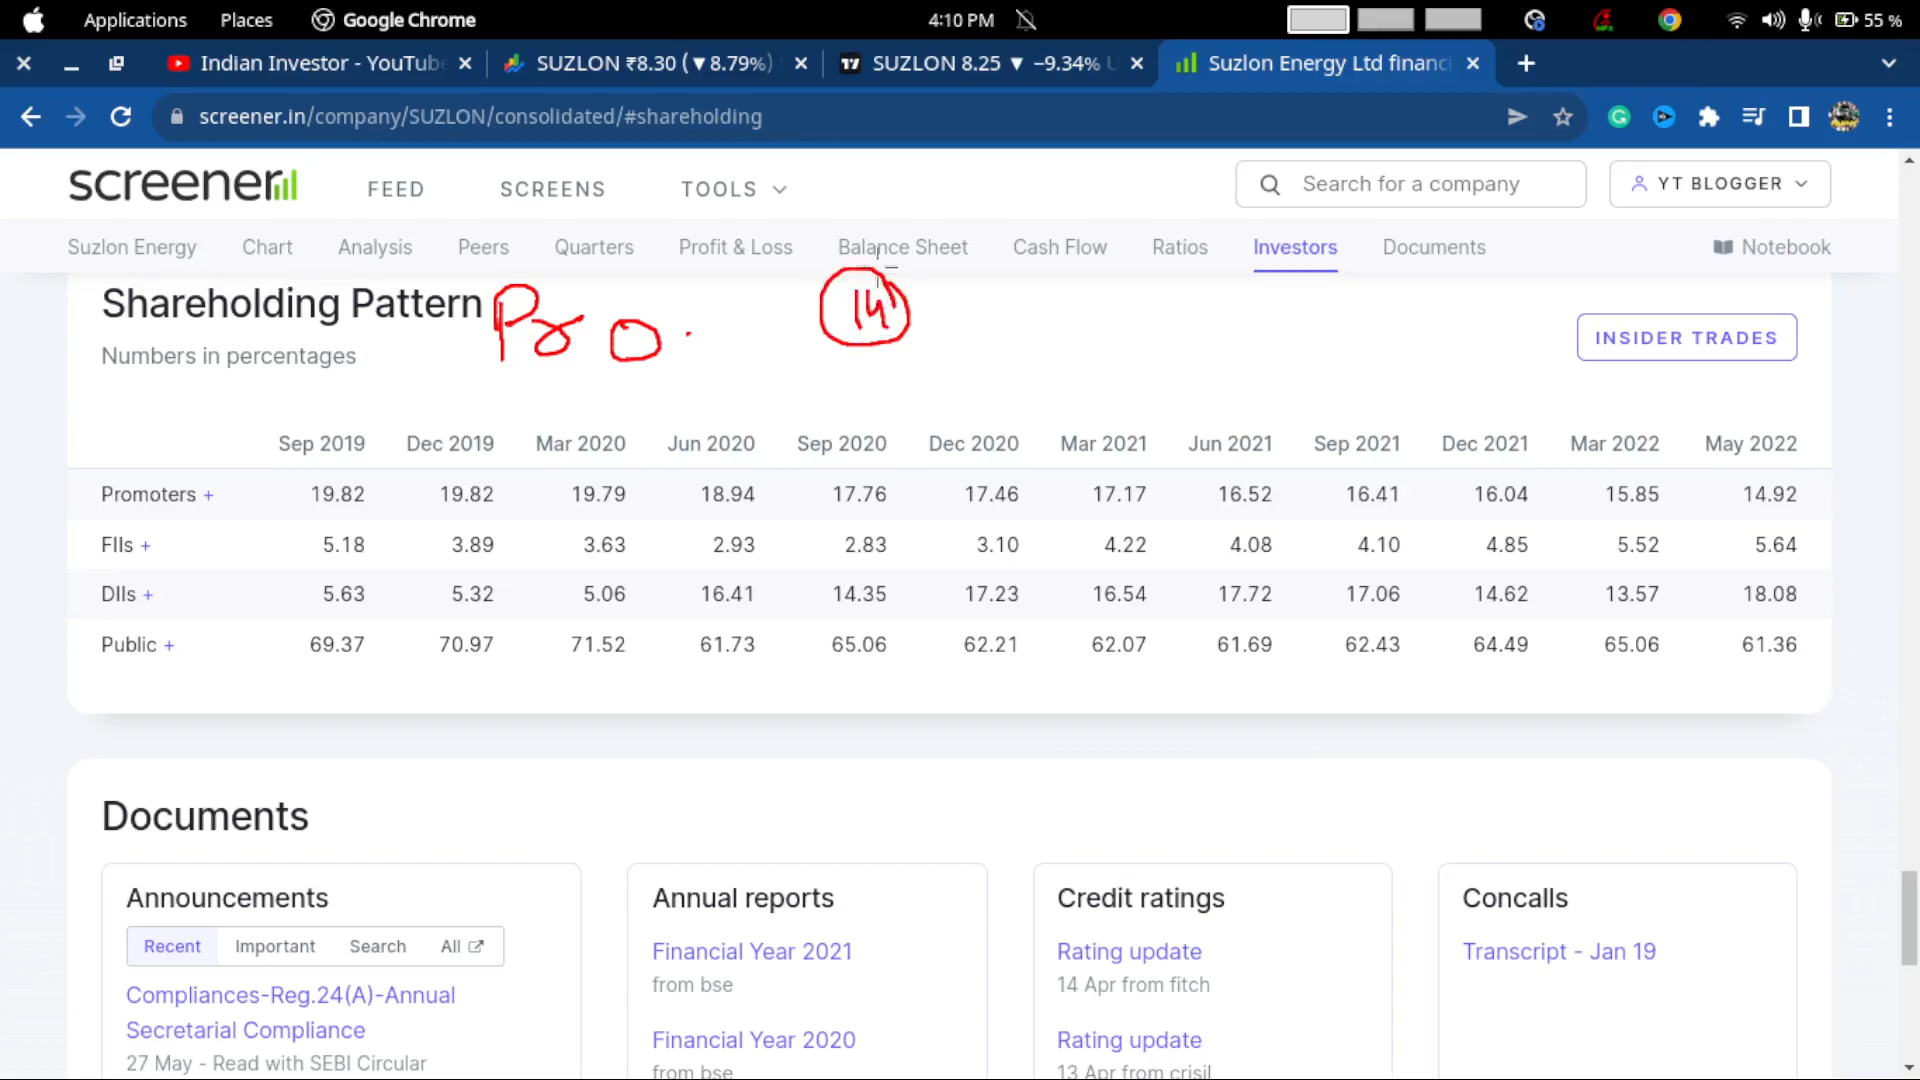 Applications Places Google Chrome 4:10 PM 55 %
Indian Investor - YouTube SUZLON ₹8.30 (▼8.79%) SUZLON 8.25 ▼ −9.34% Suzlon Energy Ltd financi
screener.in/company/SUZLON/consolidated/#shareholding
screener FEED SCREENS TOOLS Search for a company YT BLOGGER
Suzlon Energy Chart Analysis Peers Quarters Profit & Loss Balance Sheet Cash Flow Ratios Investors Documents Notebook
Shareholding Pattern Pro. 14
Numbers in percentages INSIDER TRADES
Sep 2019 Dec 2019 Mar 2020 Jun 2020 Sep 2020 Dec 2020 Mar 2021 Jun 2021 Sep 2021 Dec 2021 Mar 2022 May 2022
Promoters + 19.82 19.82 19.79 18.94 17.76 17.46 17.17 16.52 16.41 16.04 15.85 14.92
FIIs + 5.18 3.89 3.63 2.93 2.83 3.10 4.22 4.08 4.10 4.85 5.52 5.64
DIIs + 5.63 5.32 5.06 16.41 14.35 17.23 16.54 17.72 17.06 14.62 13.57 18.08
Public + 69.37 70.97 71.52 61.73 65.06 62.21 62.07 61.69 62.43 64.49 65.06 61.36
Documents
Announcements Annual reports Credit ratings Concalls
Recent Important Search All Financial Year 2021 Rating update Transcript - Jan 19
from bse 14 Apr from fitch
Compliances-Reg.24(A)-Annual
Secretarial Compliance Financial Year 2020 Rating update
27 May - Read with SEBI Circular from bse 13 Apr from crisil